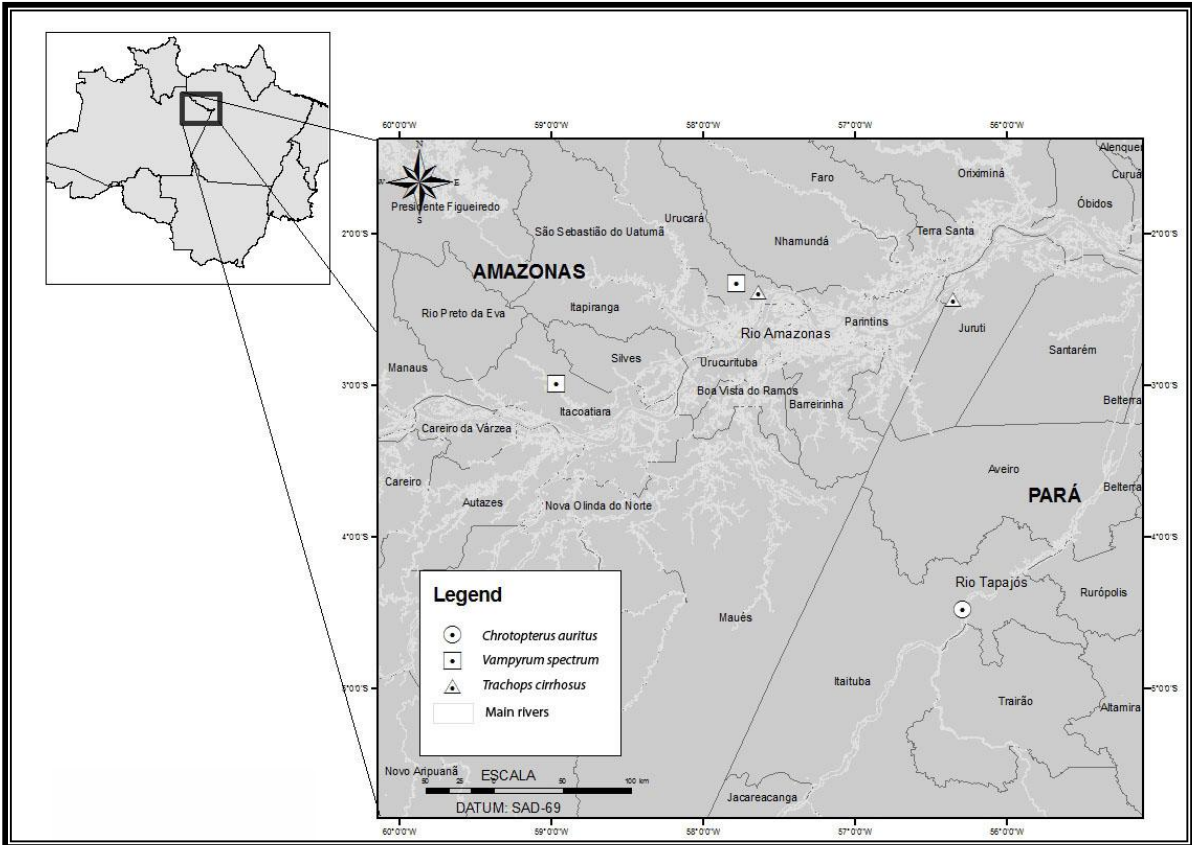 60°0'0"W 59°0'0"W 58°0'0"W 57°0'0"W 56°0'0"W
N
W E
S
Alenquer
Faro
Oriximiná
Curuá
Presidente Figueiredo
Óbidos
Urucará
São Sebastião do Uatumã
Terra Santa
2°0'0"S 2°0'0"S
Nhamundá
AMAZONAS
Itapiranga
Rio Preto da Eva
Parintins
Juruti
Rio Amazonas
Santarém
Silves
Urucurituba
Manaus
3°0'0"S 3°0'0"S
Boa Vista do Ramos
Belterra
Barreirinha
Itacoatiara
Careiro da Várzea
Aveiro
Careiro
Belterra
PARÁ
Autazes
Nova Olinda do Norte
4°0'0"S 4°0'0"S
Rio Tapajós
Rurópolis
Legend
Chrotopterus auritus
Vampyrum spectrum
Trachops cirrhosus
Main rivers
Maués
Itaituba
5°0'0"S 5°0'0"S
Trairão
Altamira
Novo Aripuanã
ESCALA
50 25 0 50 100 km
DATUM: SAD-69
Jacareacanga
60°0'0"W 59°0'0"W 58°0'0"W 57°0'0"W 56°0'0"W